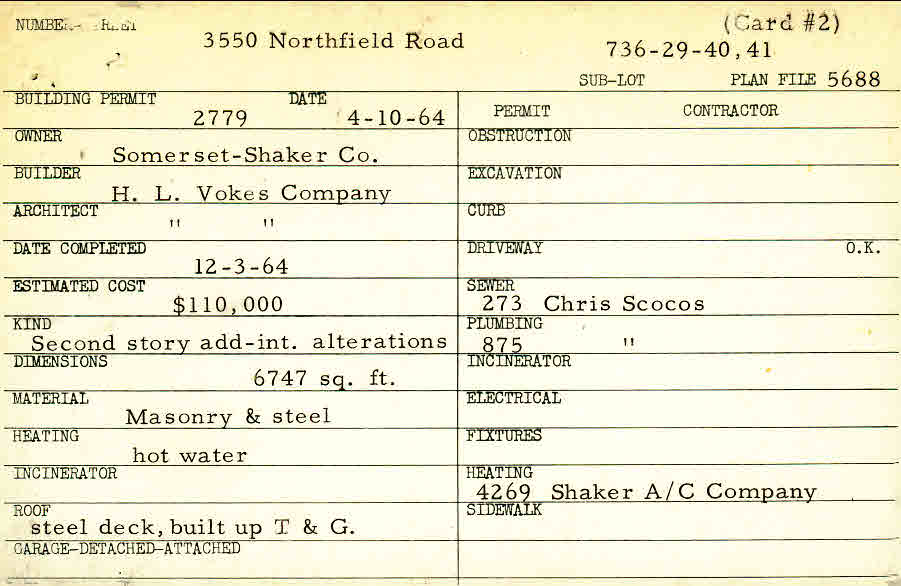 (Card #2)
NUMBER- STREET
3550 Northfield Road
736-29-40,41
SUB-LOT PLAN FILE 5688
BUILDING PERMIT DATE
2779 4-10-64
PERMIT CONTRACTOR
OWNER
Somerset-Shaker Co.
OBSTRUCTION
BUILDER
H. L. Vokes Company
EXCAVATION
ARCHITECT
" "
CURB
DATE COMPLETED
12-3-64
DRIVEWAY O.K.
ESTIMATED COST
$110,000
SEWER
273 Chris Scocos
KIND
Second story add-int. alterations
PLUMBING
875 "
DIMENSIONS
6747 sq. ft.
INCINERATOR
MATERIAL
Masonry & steel
ELECTRICAL
HEATING
hot water
FIXTURES
INCINERATOR
HEATING
4269 Shaker A/C Company
ROOF
steel deck, built up T & G.
SIDEWALK
GARAGE-DETACHED-ATTACHED